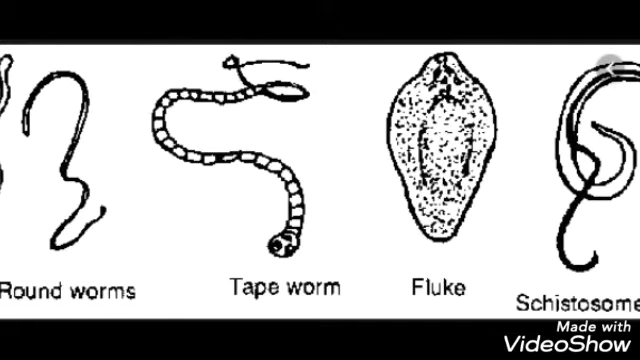 Round worms
Tape worm
Fluke
Schistosome
Made with
VideoShow